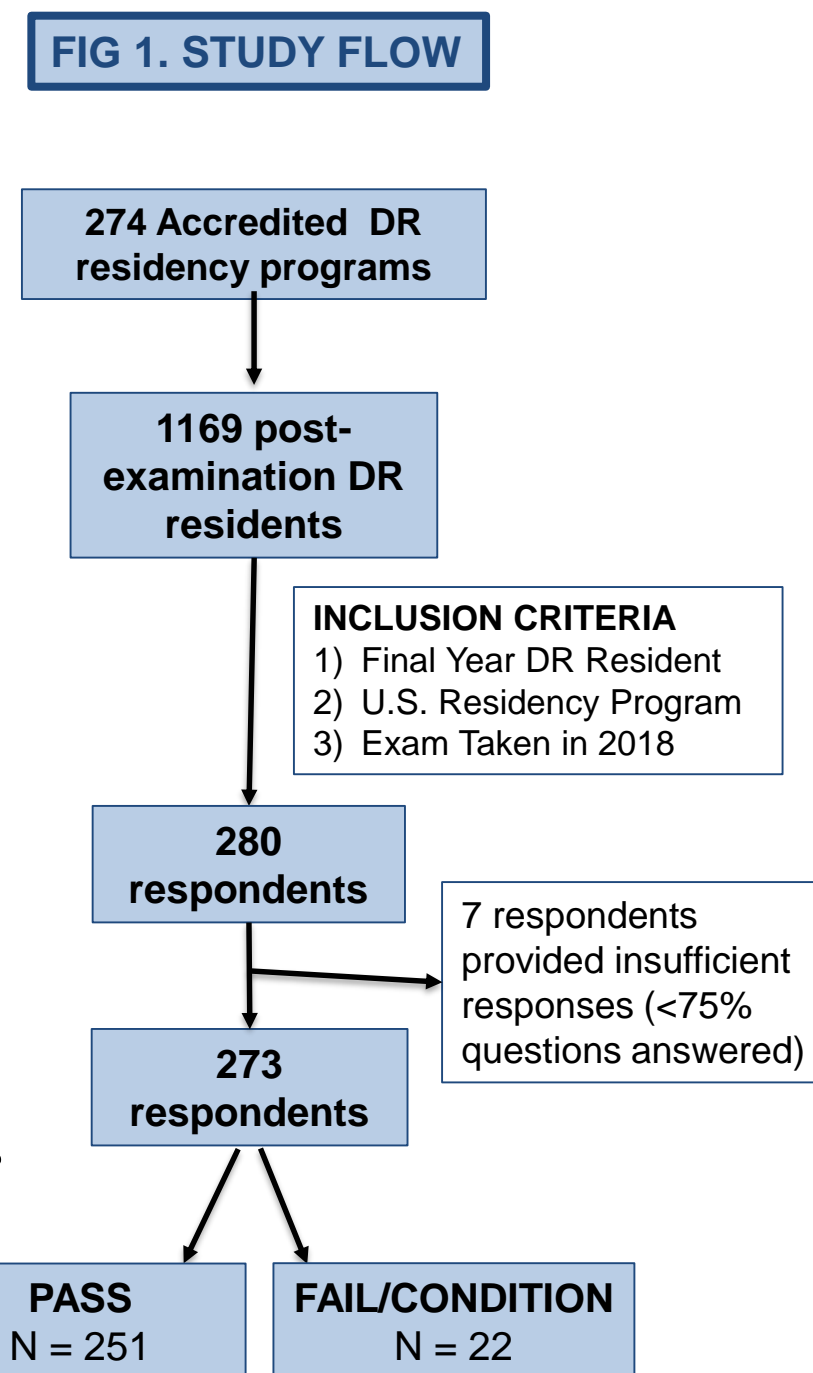 FIG 1. STUDY FLOW
274 Accredited DR
residency programs
1169 post-
examination DR
residents
INCLUSION CRITERIA
1) Final Year DR Resident
2) U.S. Residency Program
3) Exam Taken in 2018
280
respondents
7 respondents
provided insufficient
responses (<75%
questions answered)
273
respondents
PASS
N = 251
FAIL/CONDITION
N = 22